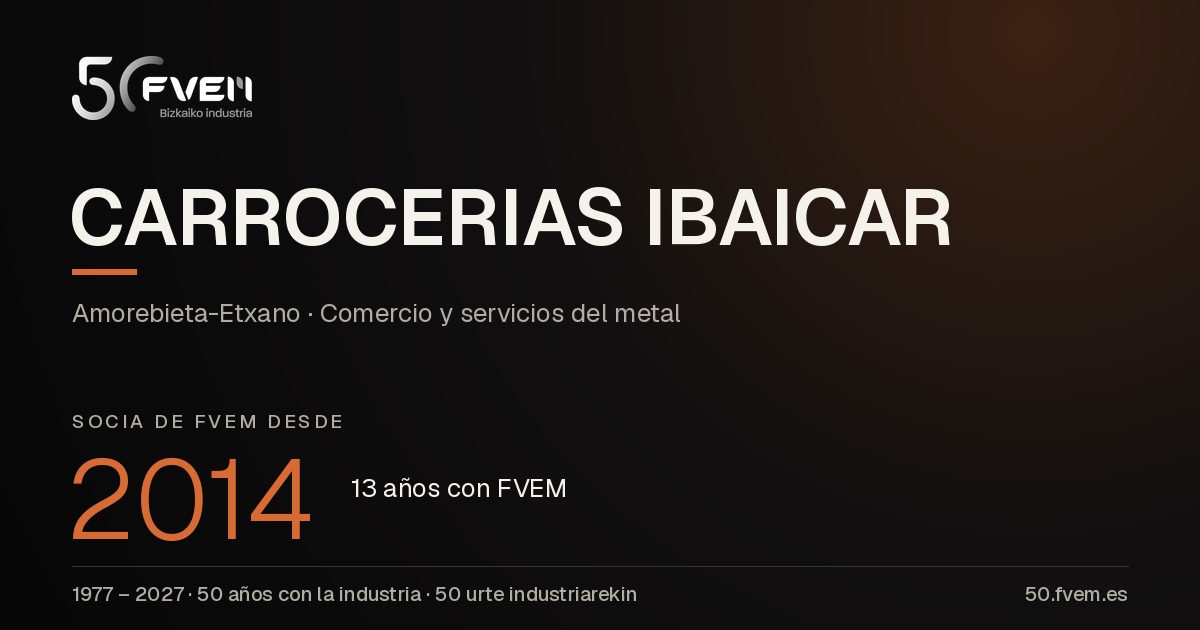 50 FVEM
Bizkaiko industria
CARROCERIAS IBAICAR
Amorebieta-Etxano · Comercio y servicios del metal
SOCIA DE FVEM DESDE
2014
13 años con FVEM
1977 – 2027 · 50 años con la industria · 50 urte industriarekin
50.fvem.es